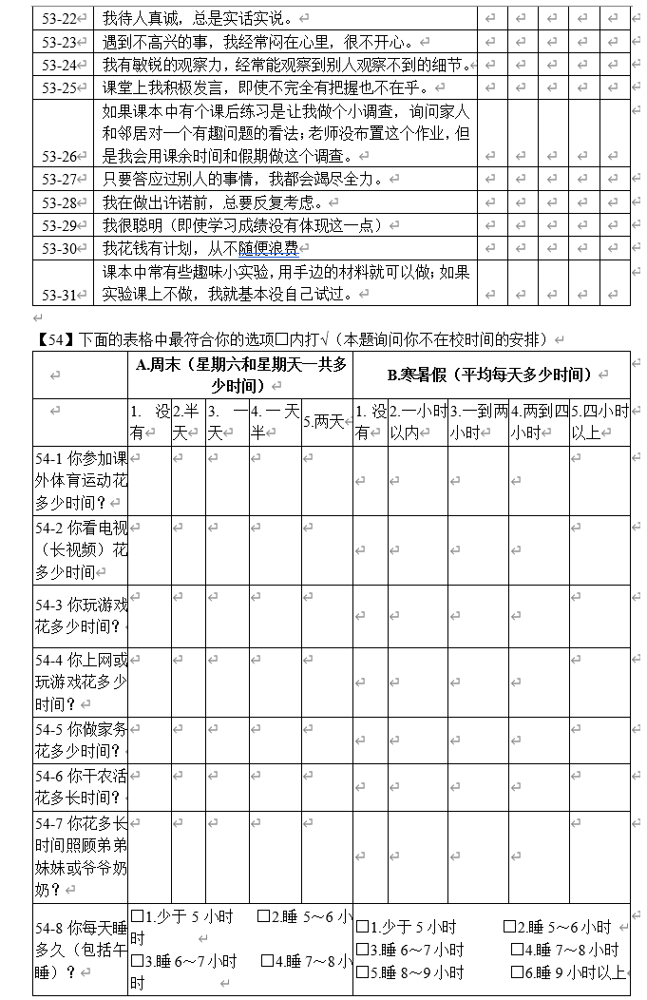 53-22 我待人真诚，总是实话实说。
53-23 遇到不高兴的事，我经常闷在心里，很不开心。
53-24 我有敏锐的观察力，经常能观察到别人观察不到的细节。
53-25 课堂上我积极发言，即使不完全有把握也不在乎。
如果课本中有个课后练习是让我做个小调查，询问家人
和邻居对一个有趣问题的看法；老师没布置这个作业，但
53-26 是我会用课余时间和假期做这个调查。
53-27 只要答应过别人的事情，我都会竭尽全力。
53-28 我在做出许诺前，总要反复考虑。
53-29 我很聪明（即使学习成绩没有体现这一点）
53-30 我花钱有计划，从不随便浪费
课本中常有些趣味小实验，用手边的材料就可以做；如果
53-31 实验课上不做，我就基本没自己试过。
【54】下面的表格中最符合你的选项□内打√（本题询问你不在校时间的安排）
A.周末（星期六和星期天一共多
少时间）
B.寒暑假（平均每天多少时间）
1. 没
有
2.半
天
3. 一
天
4.一天
半
5.两天
1. 没
有
2.一小时
以内
3.一到两
小时
4.两到四
小时
5.四小时
以上
54-1 你参加课
外体育运动花
多少时间？
54-2 你看电视
（长视频）花
多少时间
54-3 你玩游戏
花多少时间？
54-4 你上网或
玩游戏花多少
时间？
54-5 你做家务
花多少时间？
54-6 你干农活
花多长时间？
54-7 你花多长
时间照顾弟弟
妹妹或爷爷奶
奶？
54-8 你每天睡
多久（包括午
睡）？
□1.少于 5 小时 □2.睡 5～6 小
时
□3.睡 6～7 小时 □4.睡 7～8 小
时
□1.少于 5 小时 □2.睡 5～6 小时
□3.睡 6～7 小时 □4.睡 7～8 小时
□5.睡 8～9 小时 □6.睡 9 小时以上